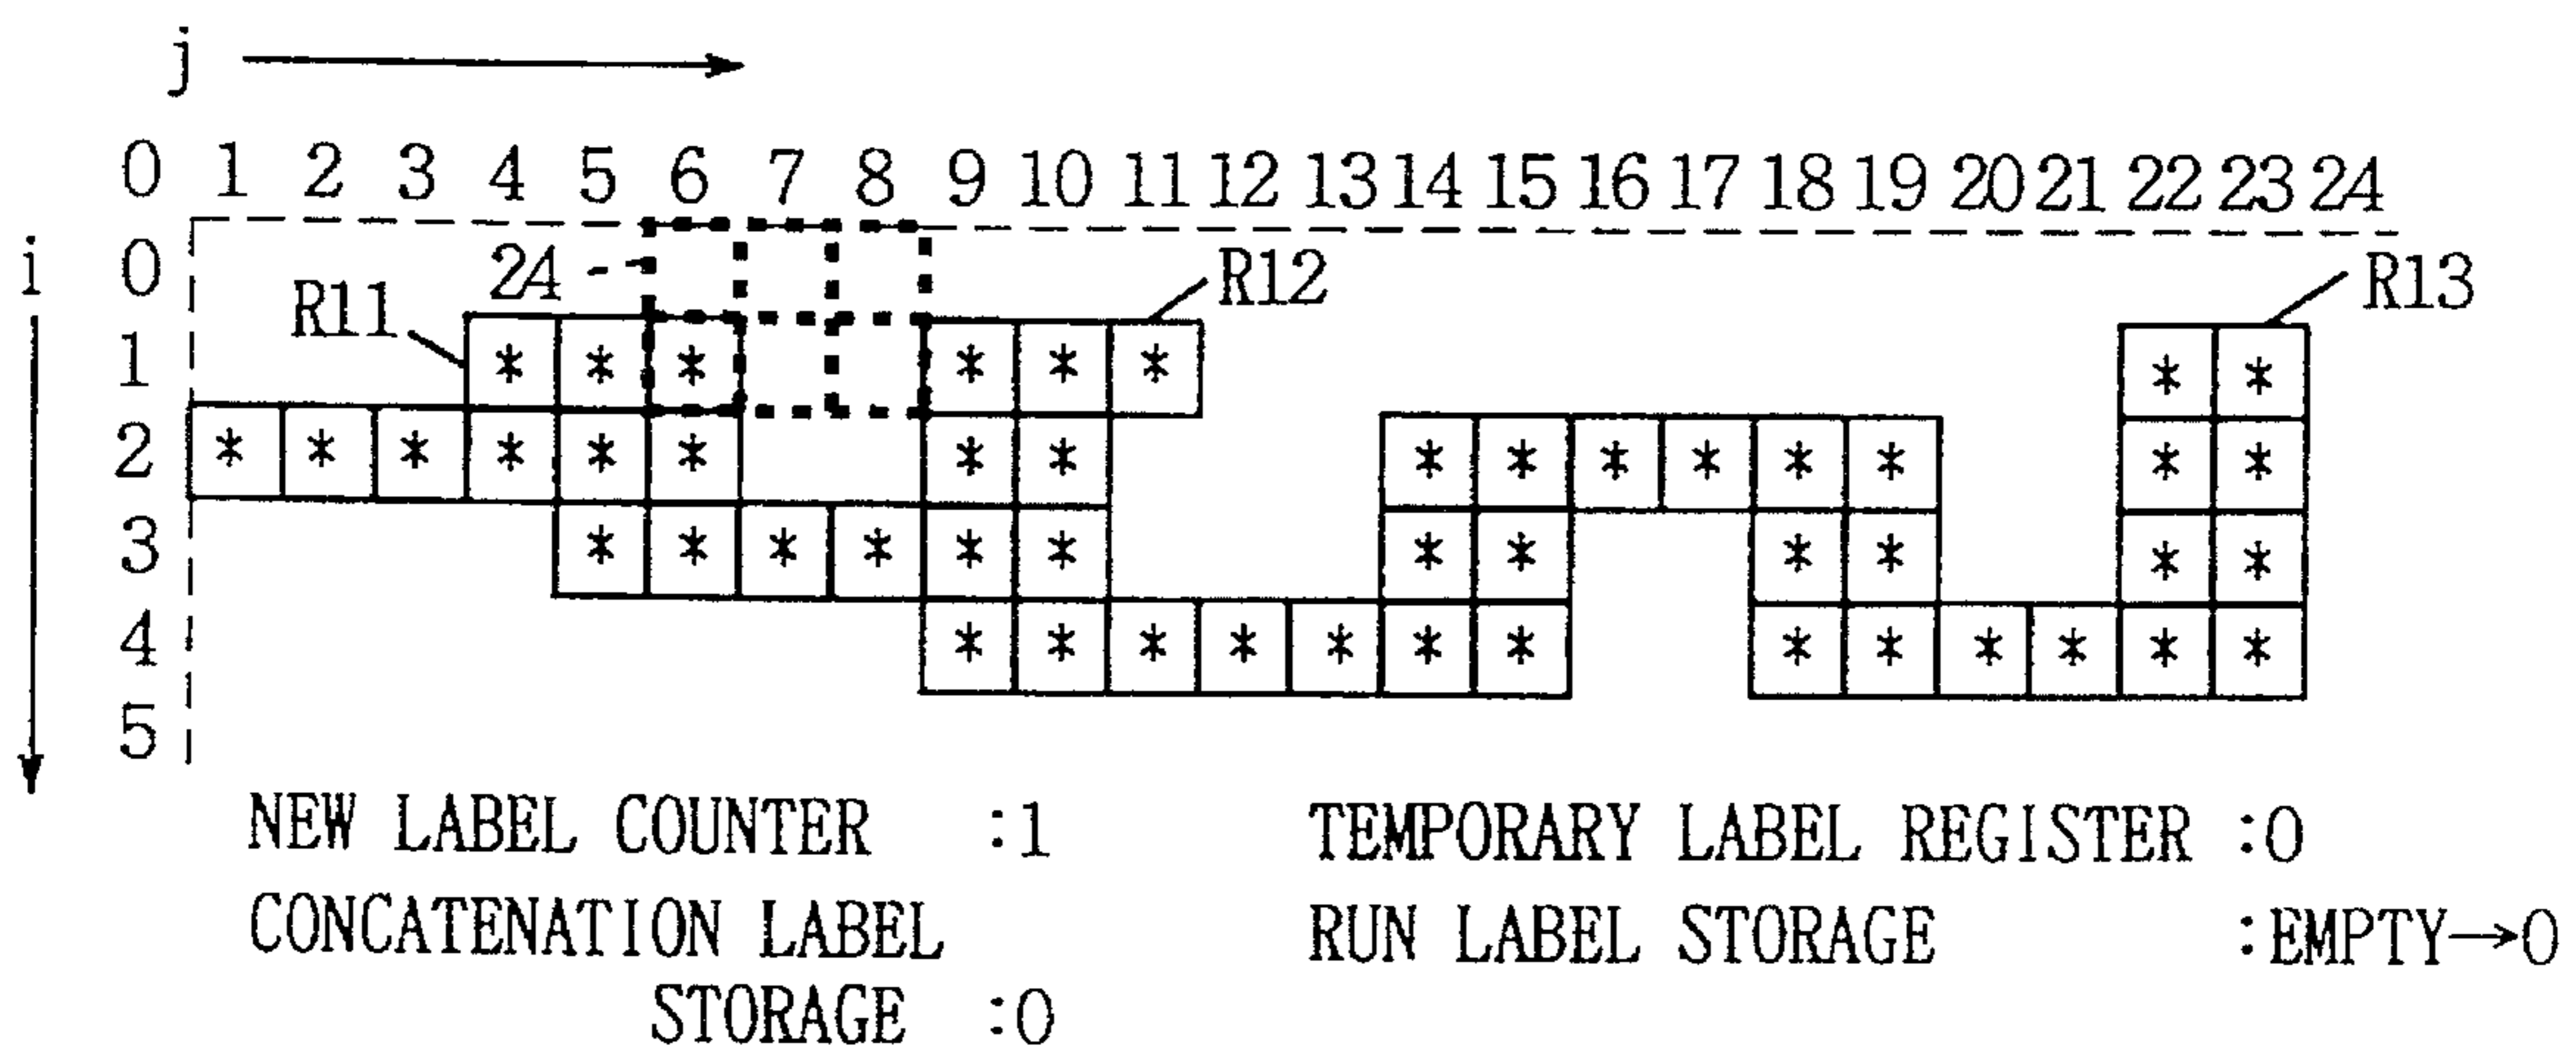 j
0 1 2 3 4 5 6 7 8 9 10 11 12 13 14 15 16 17 18 19 20 21 22 23 24
i 0 24 R12 R13
R11
1 * * * * * * * *
2 * * * * * * * * * * * * * * * *
3 * * * * * * * * * * * *
4 * * * * * * * * * * * * *
5
NEW LABEL COUNTER :1 TEMPORARY LABEL REGISTER :0
CONCATENATION LABEL RUN LABEL STORAGE :EMPTY→0
STORAGE :0